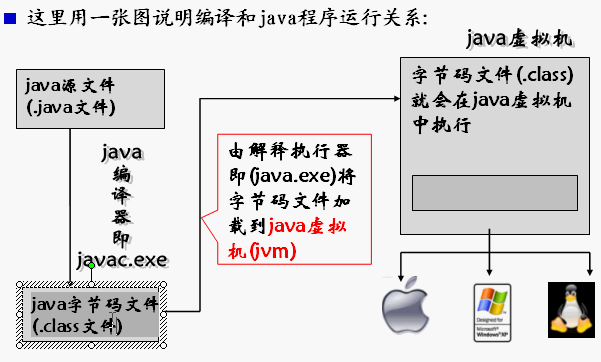 这里用一张图说明编译和java程序运行关系:
java虚拟机
java源文件
(.java文件)
字节码文件(.class)
就会在java虚拟机
中执行
java
编
译
器
即
javac.exe
由解释执行器
即(java.exe)将
字节码文件加
载到java虚拟
机(jvm)
java字节码文件
(.class文件)
Designed for
Microsoft
Windows XP